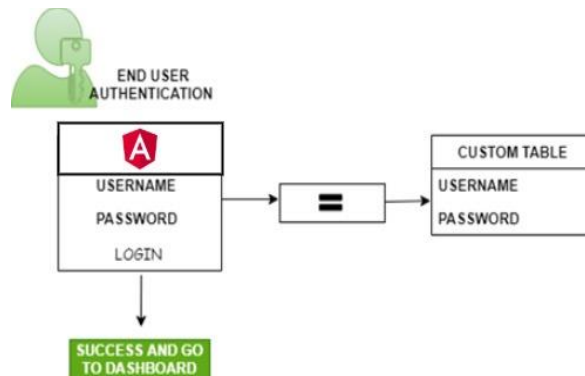 END USER
AUTHENTICATION
A
USERNAME
PASSWORD
LOGIN
=
CUSTOM TABLE
USERNAME
PASSWORD
SUCCESS AND GO
TO DASHBOARD